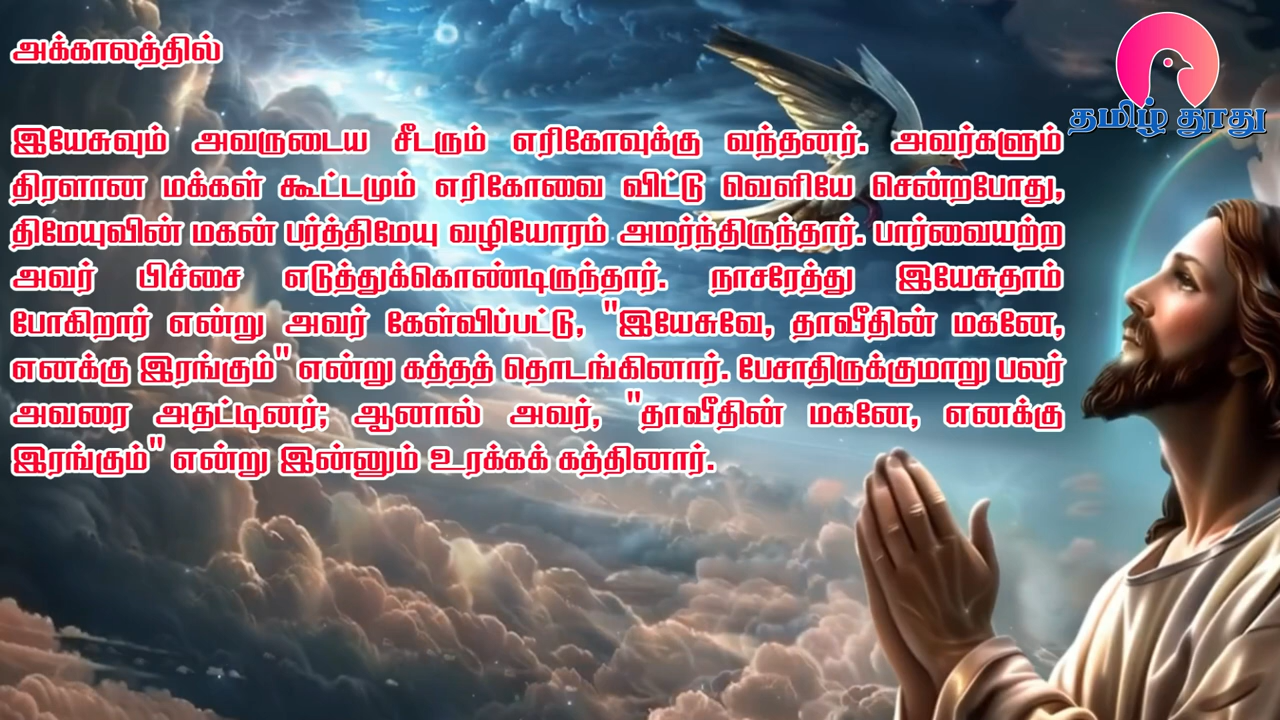 அக்காலத்தில்
தமிழ் தூது
இயேசுவும் அவருடைய சீடரும் எரிகோவுக்கு வந்தனர். அவர்களும்
திரளான மக்கள் கூட்டமும் எரிகோவை விட்டு வெளியே சென்றபோது,
திமேயுவின் மகன் பர்த்திமேயு வழியோரம் அமர்ந்திருந்தார். பார்வையற்ற
அவர் பிச்சை எடுத்துக்கொண்டிருந்தார். நாசரேத்து இயேசுதாம்
போகிறார் என்று அவர் கேள்விப்பட்டு, "இயேசுவே, தாவீதின் மகனே,
எனக்கு இரங்கும்" என்று கத்தத் தொடங்கினார். பேசாதிருக்குமாறு பலர்
அவரை அதட்டினர்; ஆனால் அவர், "தாவீதின் மகனே, எனக்கு
இரங்கும்" என்று இன்னும் உரக்கக் கத்தினார்.